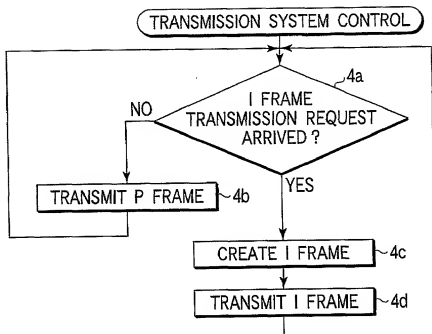 TRANSMISSION SYSTEM CONTROL
4a
I FRAME
TRANSMISSION REQUEST
ARRIVED?
NO
YES
TRANSMIT P FRAME
4b
CREATE I FRAME
4c
TRANSMIT I FRAME
4d